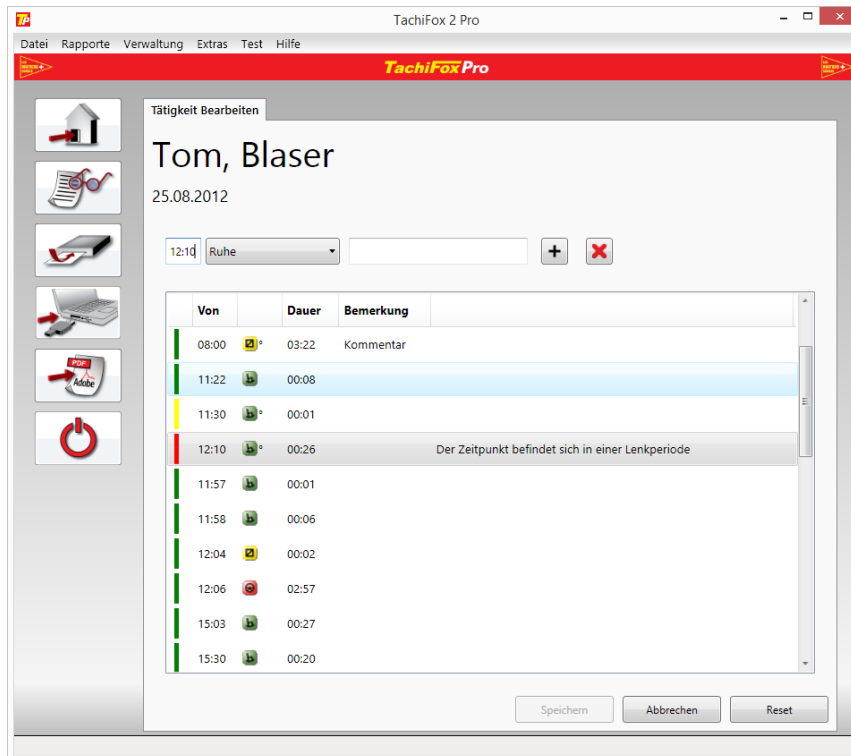 TachiFox 2 Pro
Datei Rapporte Verwaltung Extras Test Hilfe
TachiFox Pro
Tätigkeit Bearbeiten
Tom, Blaser
25.08.2012
12:10 Ruhe
Von Dauer Bemerkung
08:00 03:22 Kommentar
11:22 00:08
11:30 00:01
12:10 00:26 Der Zeitpunkt befindet sich in einer Lenkperiode
11:57 00:01
11:58 00:06
12:04 00:02
12:06 02:57
15:03 00:27
15:30 00:20
PDF
Adobe
Speichern Abbrechen Reset